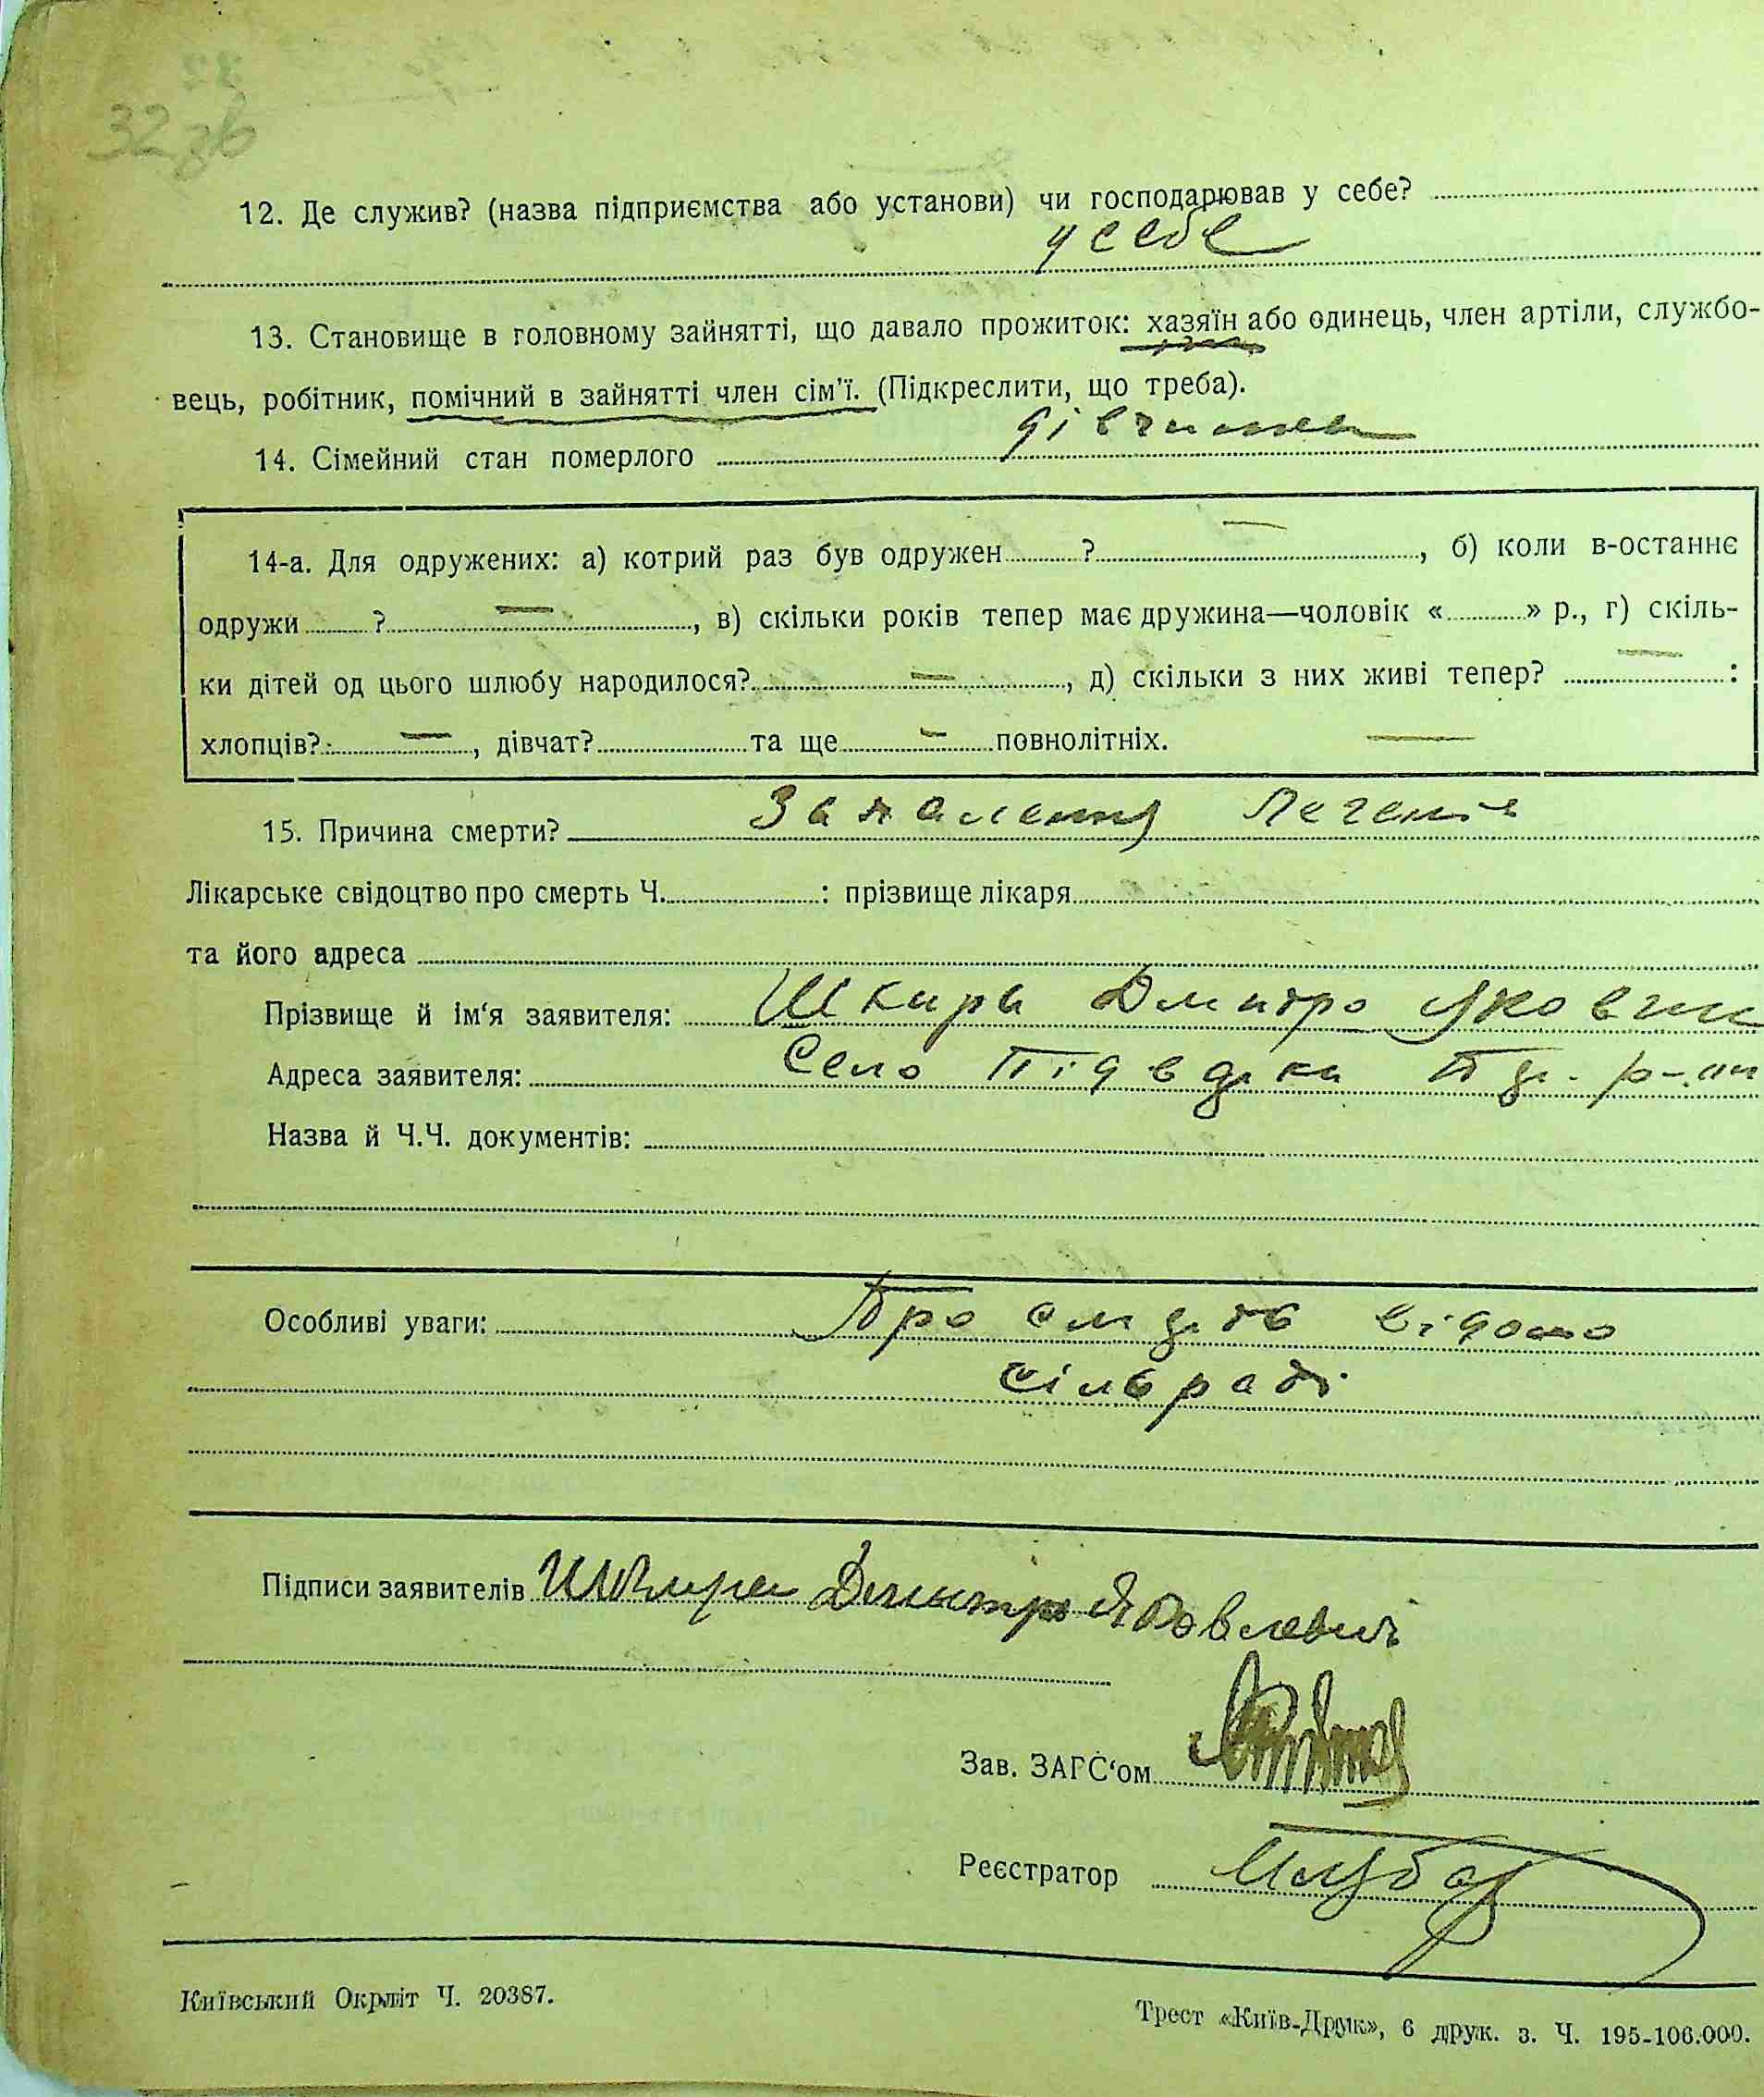 32зв
12. Де служив? (назва підприємства або установи) чи господарював у себе?
у себе
13. Становище в головному зайнятті, що давало прожиток: хазяїн або одинець, член артіли, службо-
вець, робітник, помічний в зайнятті член сім'ї. (Підкреслити, що треба).
14. Сімейний стан померлого дівчина
14-а. Для одружених: а) котрий раз був одружен ? —, б) коли в-останнє
одружи ? —, в) скільки років тепер має дружина—чоловік « » р., г) скіль-
ки дітей од цього шлюбу народилося? —, д) скільки з них живі тепер? — :
хлопців? —, дівчат? та ще — повнолітніх. —
15. Причина смерти? Запалення Печені
Лікарське свідоцтво про смерть Ч. : прізвище лікаря
та його адреса
Прізвище й ім'я заявителя: Шкира Дмитро Якович
Адреса заявителя: Село
Назва й Ч.Ч. документів:
Особливі уваги: Про смерть відомо
сільраді
Підписи заявителів Шкира Дмитро Яковлевич
Зав. ЗАГС'ом
Реєстратор
Київський Окрліт Ч. 20387.
Трест «Київ-Друк», 6 друк. з. Ч. 195-106.000.